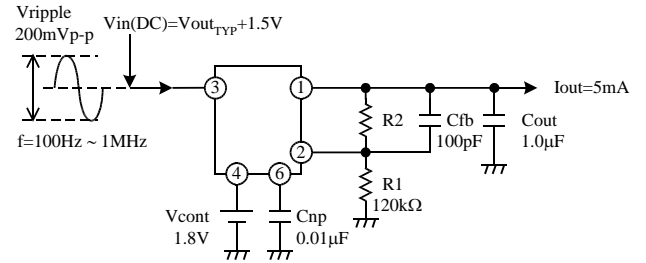 Vripple
200mVp-p
Vin(DC)=VoutTYP+1.5V
f=100Hz ~ 1MHz
3
1
2
4
6
Iout=5mA
R2
Cfb
100pF
Cout
1.0μF
R1
120kΩ
Vcont
1.8V
Cnp
0.01μF